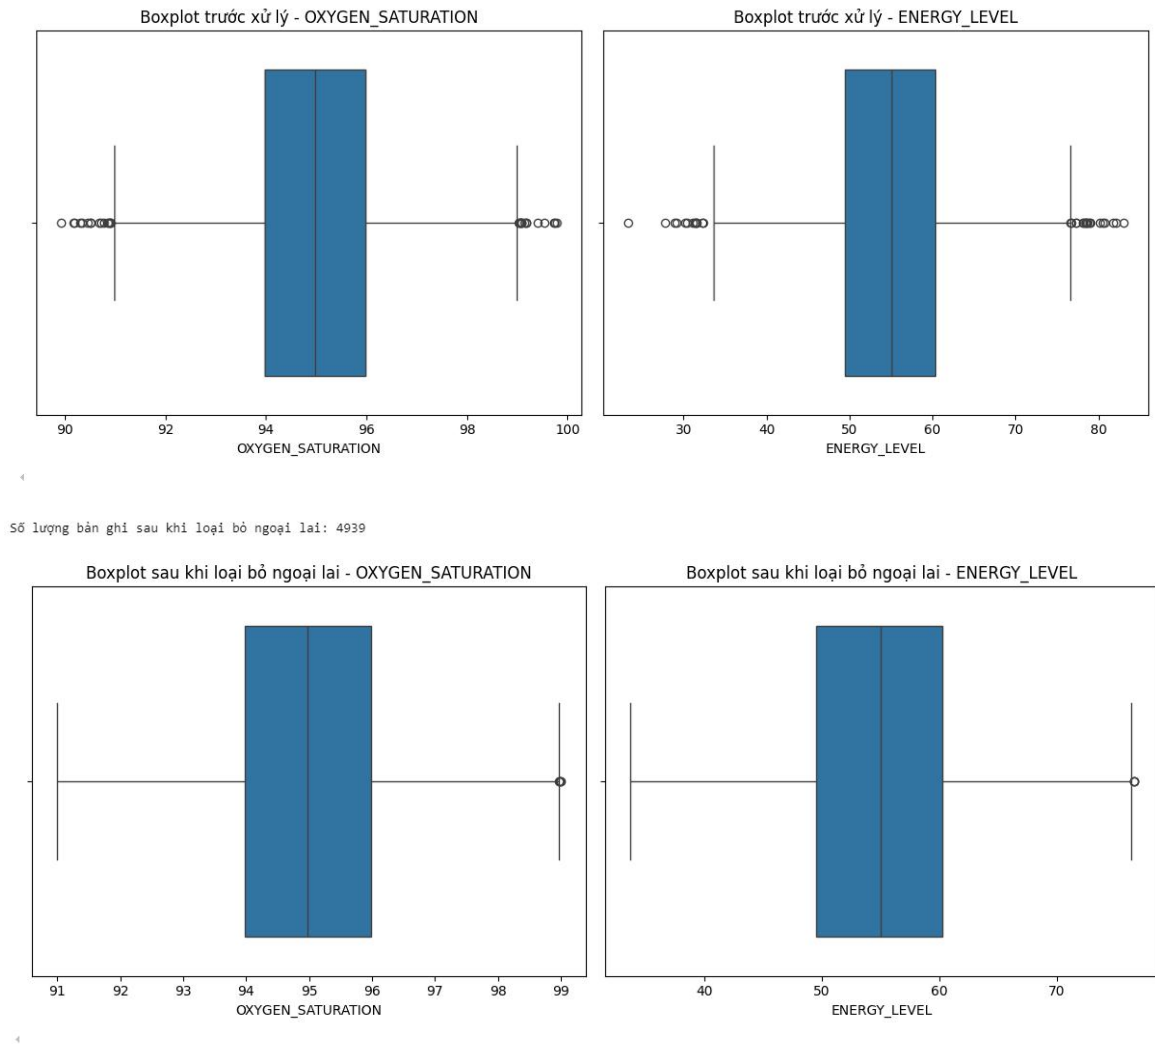 Boxplot trước xử lý - OXYGEN_SATURATION
Boxplot trước xử lý - ENERGY_LEVEL
90 92 94 96 98 100
30 40 50 60 70 80
OXYGEN_SATURATION
ENERGY_LEVEL
Số lượng bản ghi sau khi loại bỏ ngoại lai: 4939
Boxplot sau khi loại bỏ ngoại lai - OXYGEN_SATURATION
Boxplot sau khi loại bỏ ngoại lai - ENERGY_LEVEL
91 92 93 94 95 96 97 98 99
40 50 60 70
OXYGEN_SATURATION
ENERGY_LEVEL